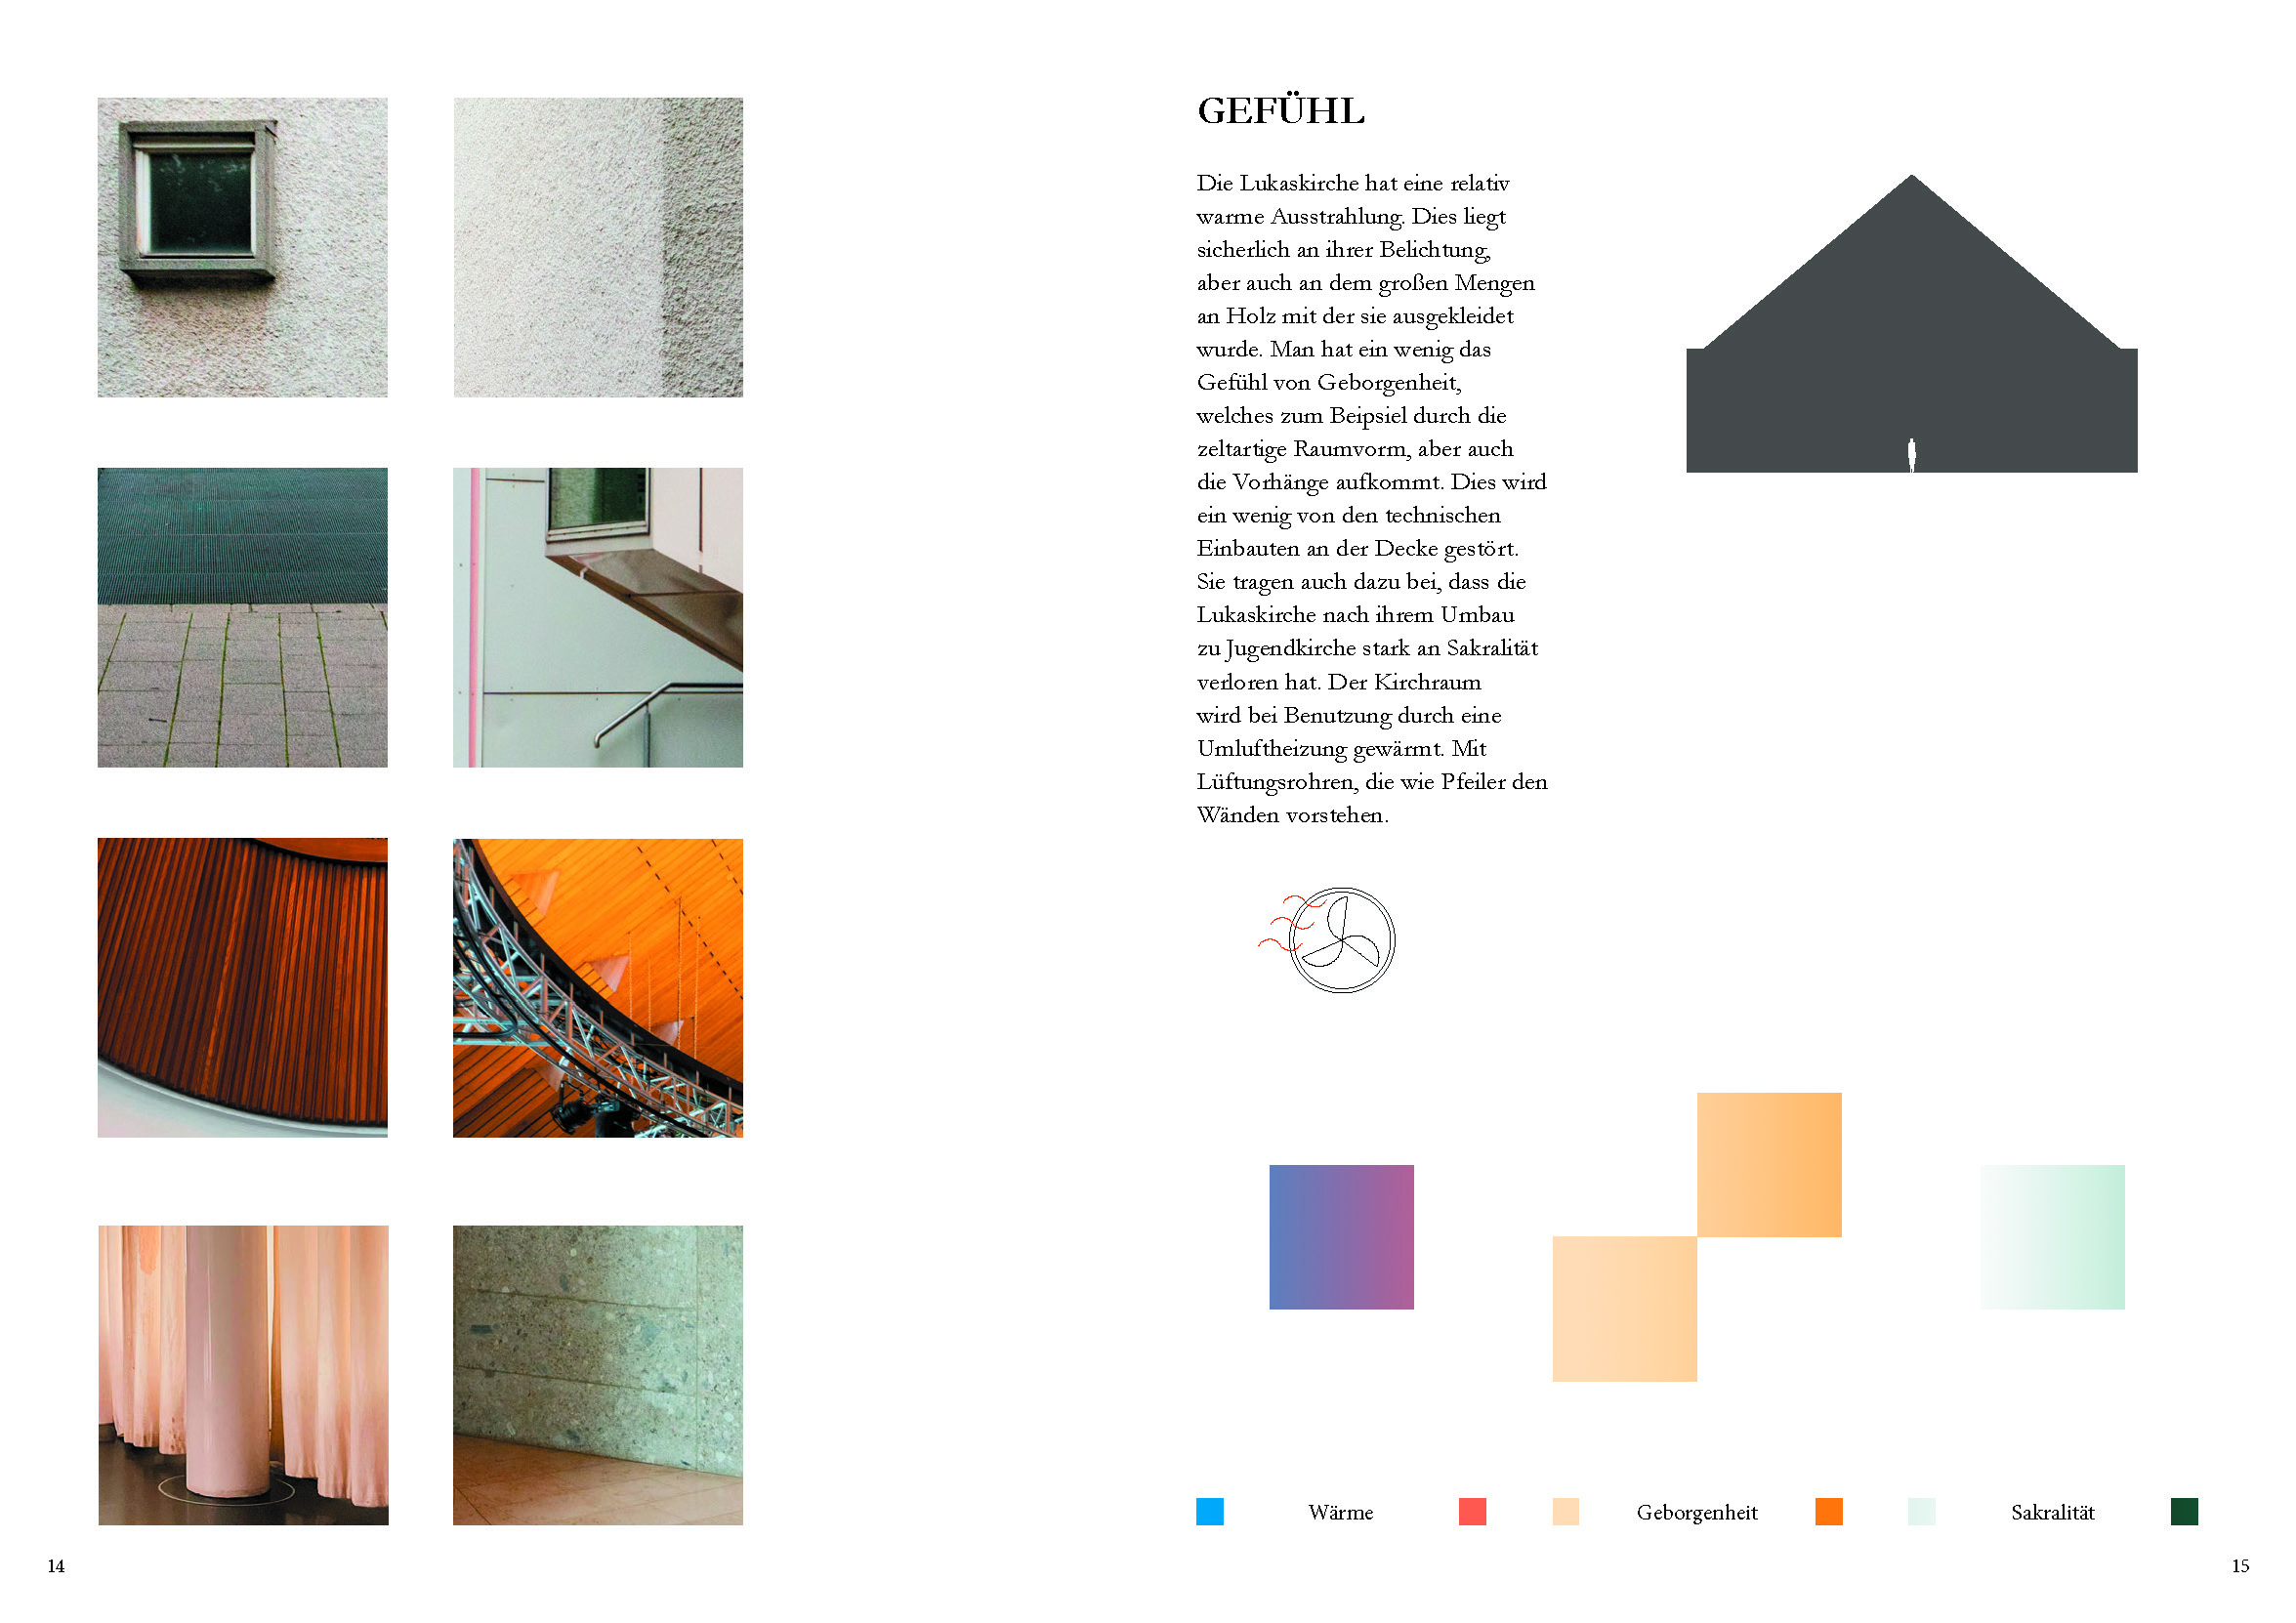 GEFÜHL
Die Lukaskirche hat eine relativ
warme Ausstrahlung. Dies liegt
sicherlich an ihrer Belichtung,
aber auch an dem großen Mengen
an Holz mit der sie ausgekleidet
wurde. Man hat ein wenig das
Gefühl von Geborgenheit,
welches zum Beipsiel durch die
zeltartige Raumvorm, aber auch
die Vorhänge aufkommt. Dies wird
ein wenig von den technischen
Einbauten an der Decke gestört.
Sie tragen auch dazu bei, dass die
Lukaskirche nach ihrem Umbau
zu Jugendkirche stark an Sakralität
verloren hat. Der Kirchraum
wird bei Benutzung durch eine
Umluftheizung gewärmt. Mit
Lüftungsrohren, die wie Pfeiler den
Wänden vorstehen.
Wärme
Geborgenheit
Sakralität
14
15